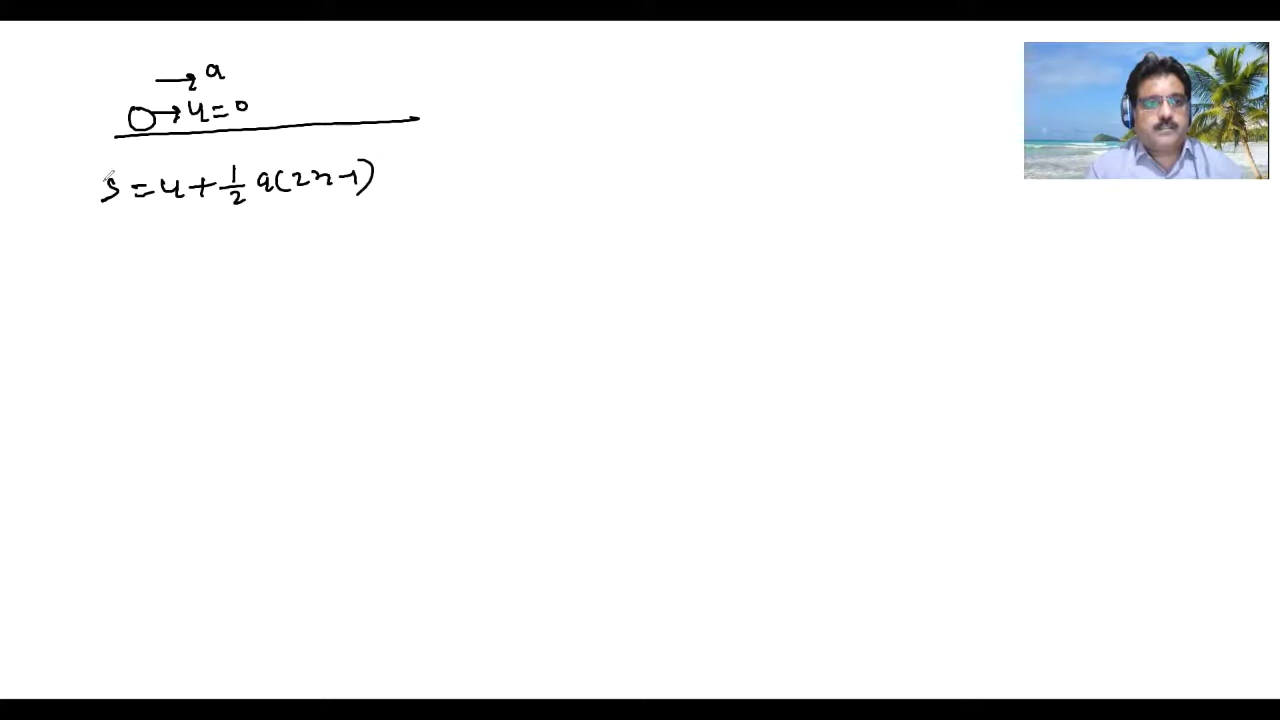 → a
→ u = 0
S = u + 1/2 a(2n-1)